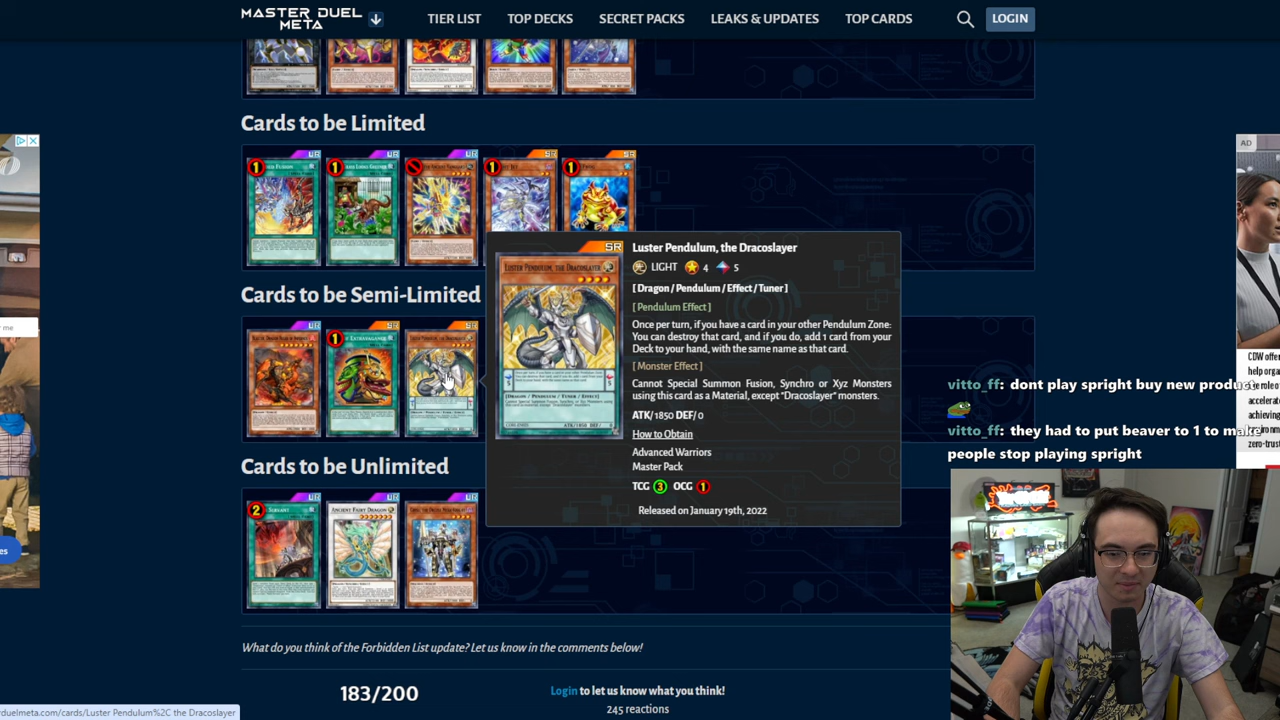 MASTER DUEL
META
TIER LIST
TOP DECKS
SECRET PACKS
LEAKS & UPDATES
TOP CARDS
LOGIN
Cards to be Limited
1
1
1
1
Cards to be Semi-Limited
1
Cards to be Unlimited
2
SR
Luster Pendulum, the Dracoslayer
LIGHT 4 5
[ Dragon / Pendulum / Effect / Tuner ]
[ Pendulum Effect ]
Once per turn, if you have a card in your other Pendulum Zone:
You can destroy that card, and if you do, add 1 card from your
Deck to your hand, with the same name as that card.
[ Monster Effect ]
Cannot Special Summon Fusion, Synchro or Xyz Monsters
using this card as a Material, except "Dracoslayer" monsters.
ATK/ 1850 DEF/ 0
How to Obtain
Advanced Warriors
Master Pack
TCG 3 OCG 1
Released on January 19th, 2022
What do you think of the Forbidden List update? Let us know in the comments below!
183/200
Login to let us know what you think!
245 reactions
AD
vitto_ff: dont play spright buy new product
vitto_ff: they had to put beaver to 1 to make
people stop playing spright
rduelmeta.com/cards/Luster Pendulum%2C the Dracoslayer